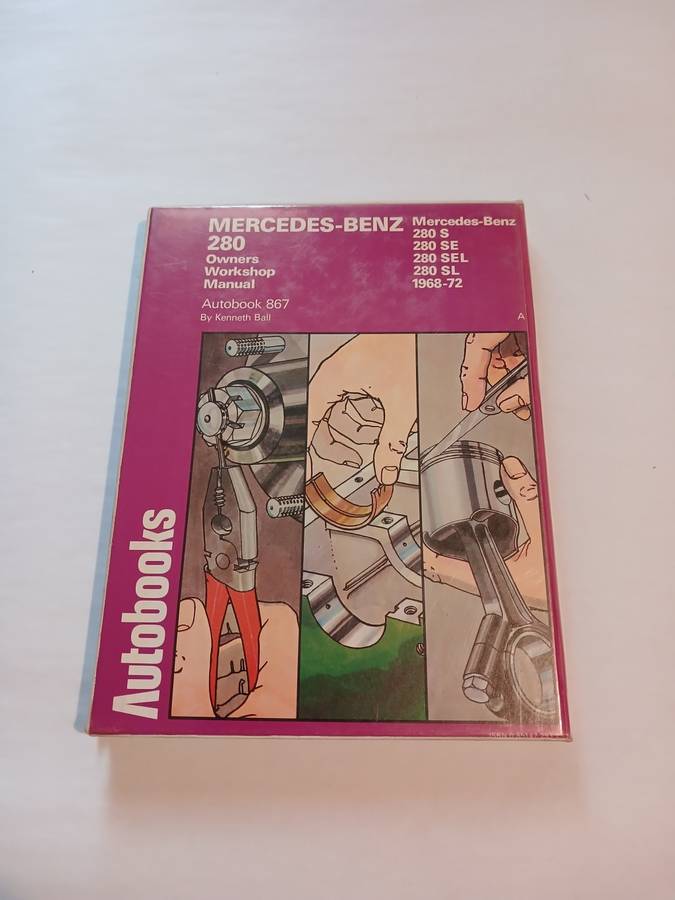 MERCEDES-BENZ
280
Owners
Workshop
Manual
Autobook 867
By Kenneth Ball
Mercedes-Benz
280 S
280 SE
280 SEL
280 SL
1968-72
A
Autobooks
ISBN